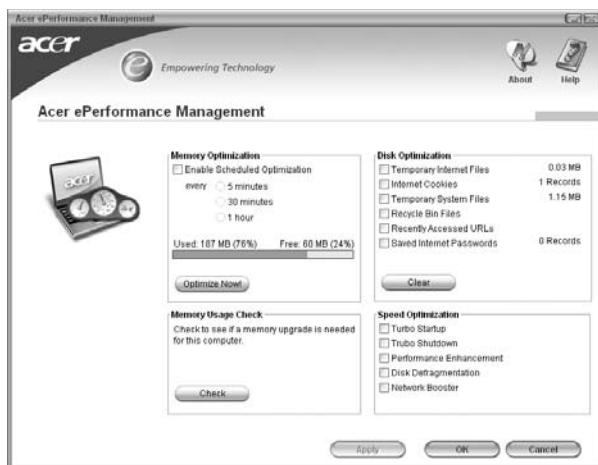 Acer ePerformance Management
acer
Empowering Technology
About
Help
Acer ePerformance Management
acer
Memory Optimization
Enable Scheduled Optimization
every
5 minutes
30 minutes
1 hour
Used: 187 MB (76%) Free: 60 MB (24%)
Optimize Now!
Memory Usage Check
Check to see if a memory upgrade is needed
for this computer.
Check
Disk Optimization
Temporary Internet Files 0.03 MB
Internet Cookies 1 Records
Temporary System Files 1.15 MB
Recycle Bin Files
Recently Accessed URLs
Saved Internet Passwords 0 Records
Clear
Speed Optimization
Turbo Startup
Trubo Shutdown
Performance Enhancement
Disk Defragmentation
Network Booster
Apply
OK
Cancel